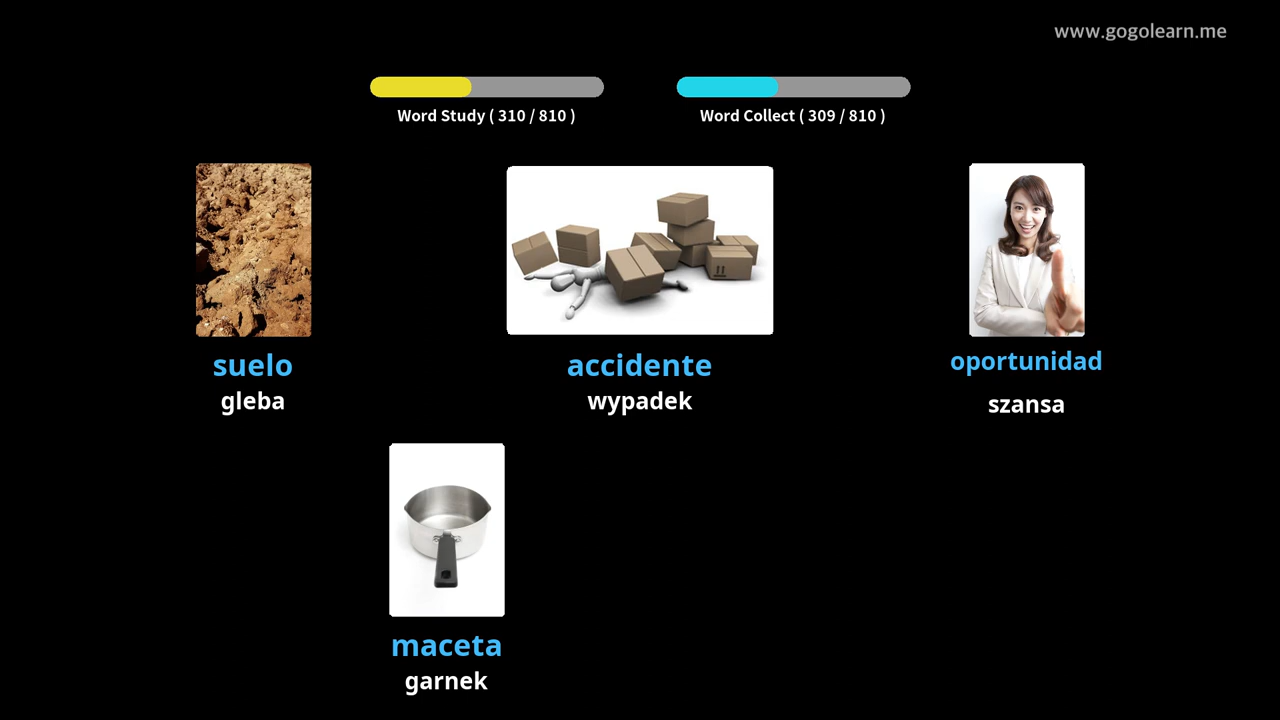 www.gogolearn.me
Word Study ( 310 / 810 )
Word Collect ( 309 / 810 )
suelo
gleba
accidente
wypadek
oportunidad
szansa
maceta
garnek